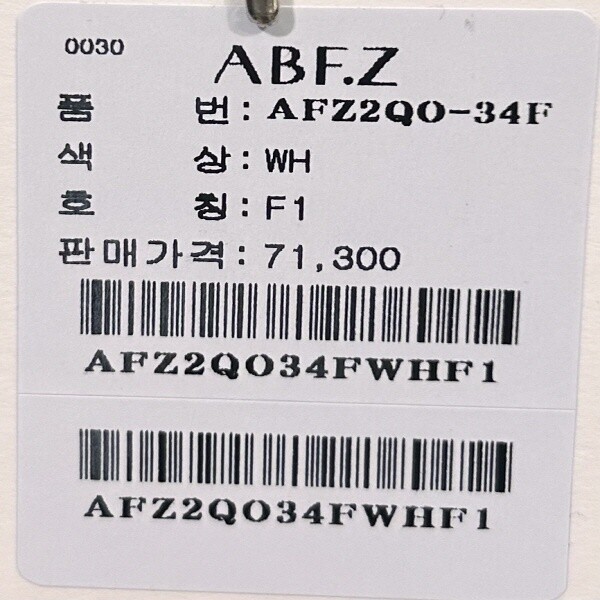 0030
ABF.Z
품 번 : AFZ2QO-34F
색 상 : WH
호 칭 : F1
판매가격 : 71,300
AFZ2QO34FWHF1
AFZ2QO34FWHF1